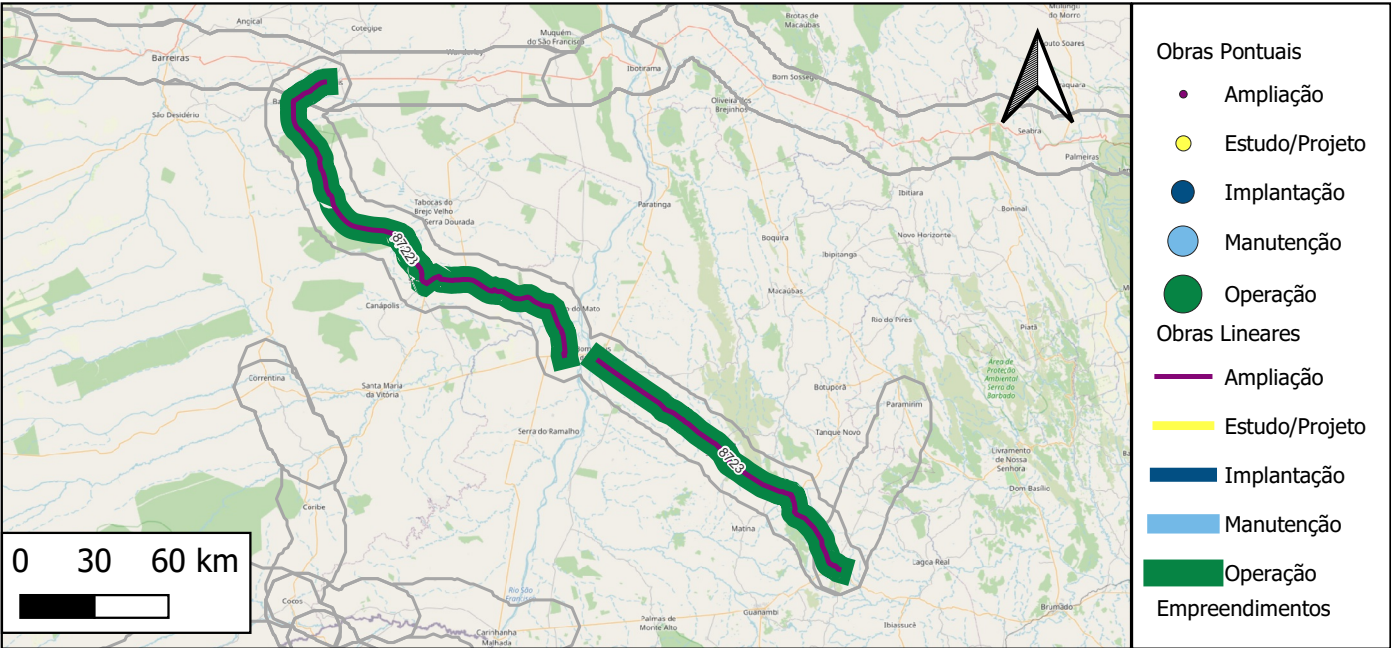 Angical
Cotegipe
Muquém
do São Francisco
Brotas de
Macaúbas
do Morro
Barreiras
Wanderley
Ibotirama
Bom Sossego
Souto Soares
São Desidério
Oliveira dos
Brejinhos
Seabra
Palmeiras
Tabocas do
Brejo Velho
Serra Dourada
Paratinga
Ibitiara
Boninal
8722
Boquira
Novo Horizonte
Ibipitanga
Canápolis
do Mato
Macaúbas
Rio do Pires
Piatã
Correntina
Santa Maria
da Vitória
Botuporã
Área de
Proteção
Ambiental
Serra do
Barbado
Paramirim
Serra do Ramalho
8723
Tanque Novo
Livramento
de Nossa
Senhora
Dom Basílio
Coribe
Matina
Lagoa Real
Cocos
Rio São
Francisco
Guanambi
Brumado
Carinhanha
Malhada
Palmas de
Monte Alto
Ibiassucê
0 30 60 km
Obras Pontuais
Ampliação
Estudo/Projeto
Implantação
Manutenção
Operação
Obras Lineares
Ampliação
Estudo/Projeto
Implantação
Manutenção
Operação
Empreendimentos